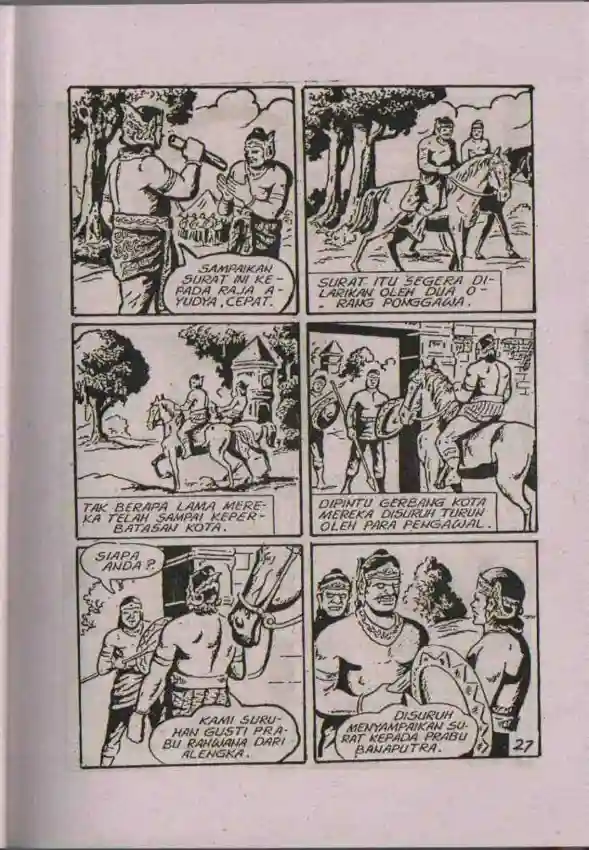 SAMPAIKAN
SURAT INI KE-
PADA RAJA A-
YUDYA, CEPAT.
SURAT ITU SEGERA DI-
LARIKAN OLEH DUA O-
RANG PONGGAWA.
TAK BERAPA LAMA MERE-
KA TELAH SAMPAI KEPER-
BATASAN KOTA.
DIPINTU GERBANG KOTA
MEREKA DISURUH TURUN
OLEH PARA PENGAWAL.
SIAPA
ANDA?
KAMI SURU-
HAN GUSTI PRA-
BU RAHWANA DARI
ALENGKA.
DISURUH
MENYAMPAIKAN SU-
RAT KEPADA PRABU
BANAPUTRA.
27